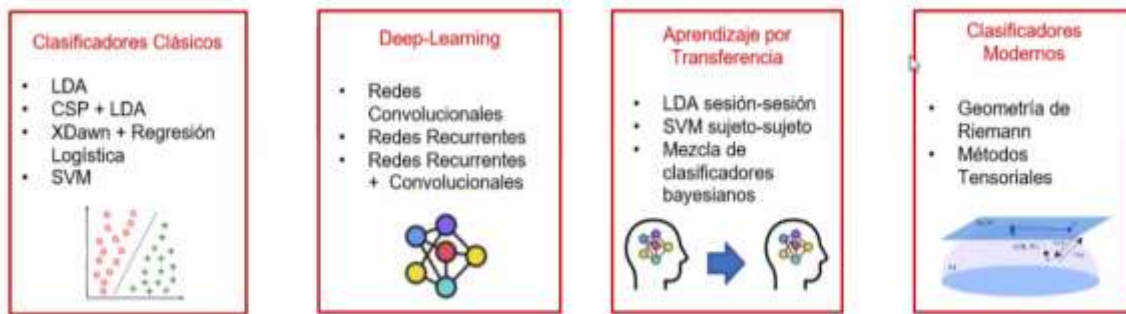 Clasificadores Clásicos
• LDA
• CSP + LDA
• XDawn + Regresión
Logística
• SVM
Deep-Learning
• Redes
Convolucionales
• Redes Recurrentes
• Redes Recurrentes
+ Convolucionales
Aprendizaje por
Transferencia
• LDA sesión-sesión
• SVM sujeto-sujeto
• Mezcla de
clasificadores
bayesianos
Clasificadores
Modernos
• Geometría de
Riemann
• Métodos
Tensoriales